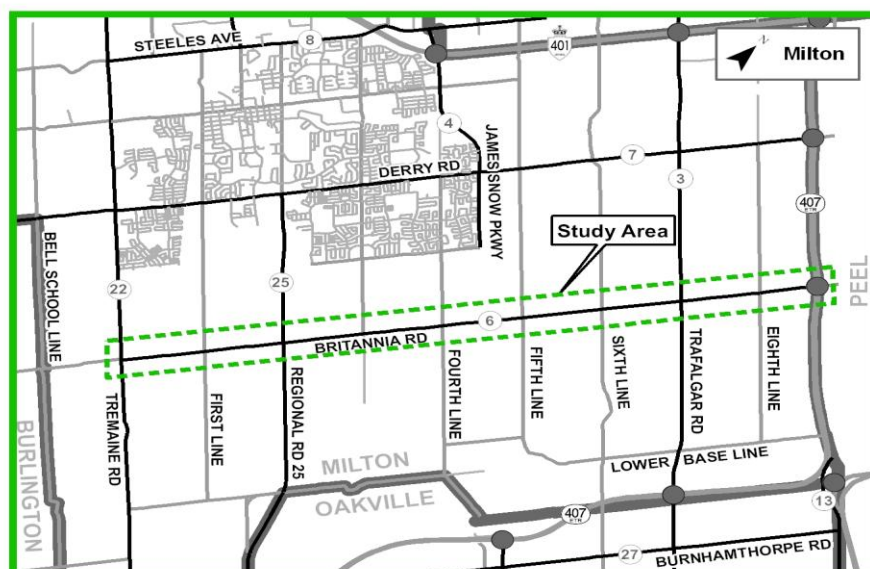 STEELES AVE
8
401
N
Milton
4
JAMES SNOW PKWY
7
DERRY RD
3
407
ETR
BELL SCHOOL LINE
Study Area
PEEL
22
25
6
BRITANNIA RD
TREMAINE RD
FIRST LINE
REGIONAL RD 25
FOURTH LINE
FIFTH LINE
SIXTH LINE
TRAFALGAR RD
EIGHTH LINE
BURLINGTON
MILTON
OAKVILLE
LOWER BASE LINE
407
ETR
13
27
BURNHAMTHORPE RD